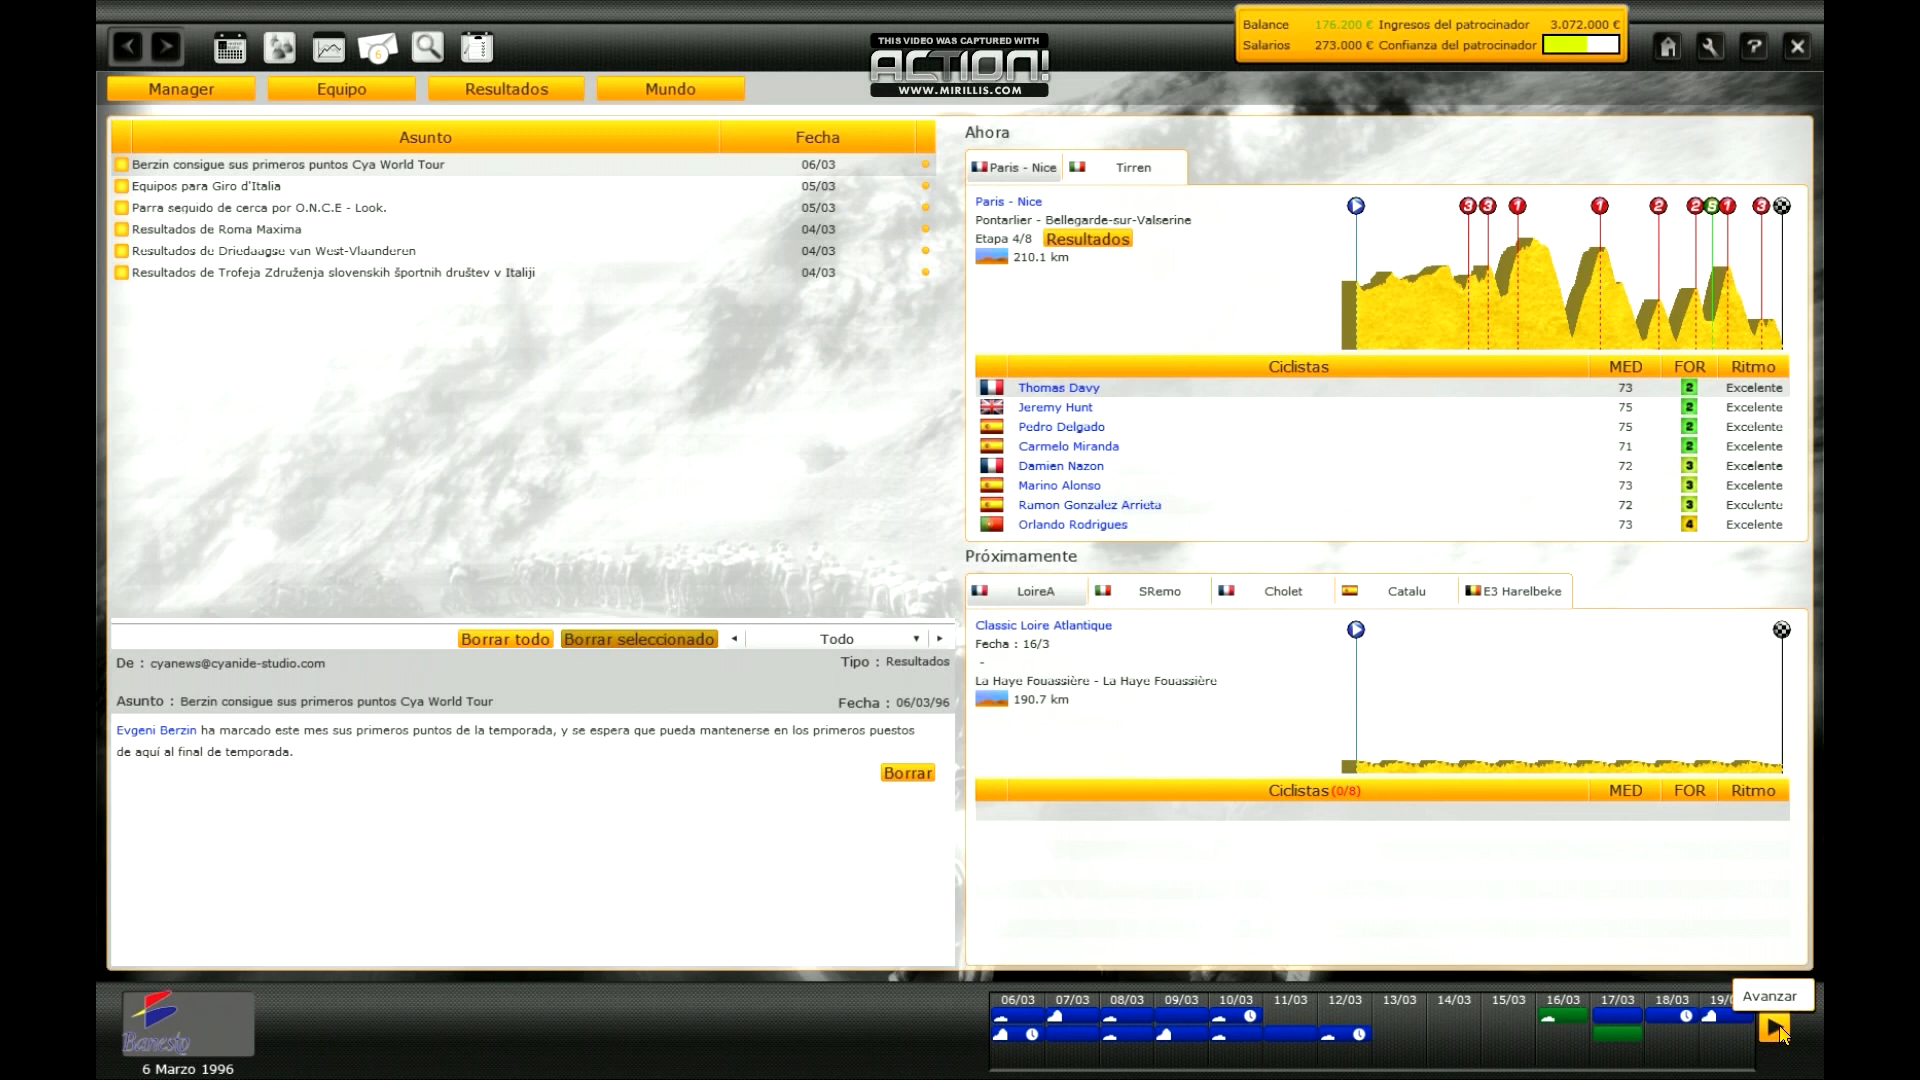 Balance 176.200 € Ingresos del patrocinador 3.072.000 €
Salarios 273.000 € Confianza del patrocinador
THIS VIDEO WAS CAPTURED WITH
ACTION!
WWW.MIRILLIS.COM
6
Manager Equipo Resultados Mundo
Asunto Fecha
Berzin consigue sus primeros puntos Cya World Tour 06/03
Equipos para Giro d'Italia 05/03
Parra seguido de cerca por O.N.C.E - Look. 05/03
Resultados de Roma Maxima 04/03
Resultados de Driedaagse van West-Vlaanderen 04/03
Resultados de Trofeja Združenja slovenskih športnih društev v Italiji 04/03
Borrar todo Borrar seleccionado Todo
De : cyanews@cyanide-studio.com Tipo : Resultados
Asunto : Berzin consigue sus primeros puntos Cya World Tour Fecha : 06/03/96
Evgeni Berzin ha marcado este mes sus primeros puntos de la temporada, y se espera que pueda mantenerse en los primeros puestos
de aquí al final de temporada.
Borrar
Ahora
Paris - Nice Tirren
Paris - Nice
Pontarlier - Bellegarde-sur-Valserine
Etapa 4/8 Resultados
210.1 km
3 3 1 1 2 2 S 1 3
Ciclistas MED FOR Ritmo
Thomas Davy 73 2 Excelente
Jeremy Hunt 75 2 Excelente
Pedro Delgado 75 2 Excelente
Carmelo Miranda 71 2 Excelente
Damien Nazon 72 3 Excelente
Marino Alonso 73 3 Excelente
Ramon Gonzalez Arrieta 72 3 Excelente
Orlando Rodrigues 73 4 Excelente
Próximamente
LoireA SRemo Cholet Catalu E3 Harelbeke
Classic Loire Atlantique
Fecha : 16/3
-
La Haye Fouassière - La Haye Fouassière
190.7 km
Ciclistas (0/8) MED FOR Ritmo
Banesto
6 Marzo 1996
06/03 07/03 08/03 09/03 10/03 11/03 12/03 13/03 14/03 15/03 16/03 17/03 18/03 19/0
Avanzar